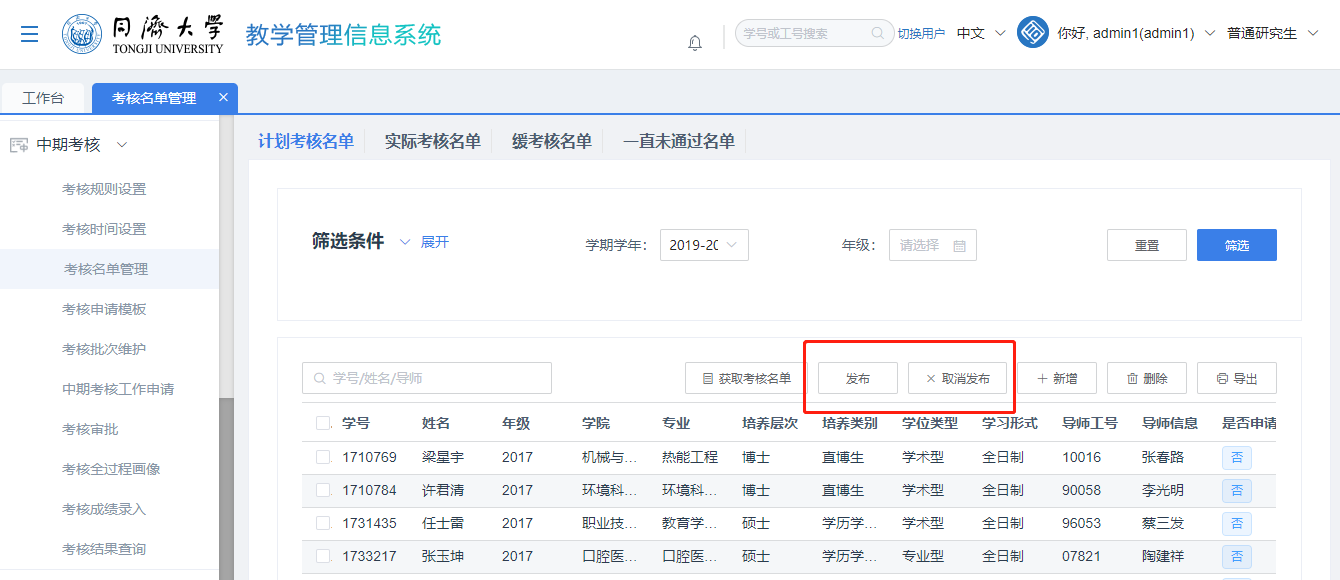 同濟大学
TONGJI UNIVERSITY
教学管理信息系统
学号或工号搜索
切换用户
中文
你好, admin1(admin1)
普通研究生
工作台
考核名单管理 ×
中期考核
考核规则设置
考核时间设置
考核名单管理
考核申请模板
考核批次维护
中期考核工作申请
考核审批
考核全过程画像
考核成绩录入
考核结果查询
计划考核名单 实际考核名单 缓考核名单 一直未通过名单
筛选条件 展开 学期学年： 2019-20 年级： 请选择 重置 筛选
学号/姓名/导师 获取考核名单 发布 × 取消发布 + 新增 删除 导出
学号 姓名 年级 学院 专业 培养层次 培养类别 学位类型 学习形式 导师工号 导师信息 是否申请
1710769 梁星宇 2017 机械与... 热能工程 博士 直博生 学术型 全日制 10016 张春路 否
1710784 许君清 2017 环境科... 环境科... 博士 直博生 学术型 全日制 90058 李光明 否
1731435 任士雷 2017 职业技... 教育学... 硕士 学历学... 学术型 全日制 96053 蔡三发 否
1733217 张玉坤 2017 口腔医... 口腔医... 硕士 学历学... 专业型 全日制 07821 陶建祥 否